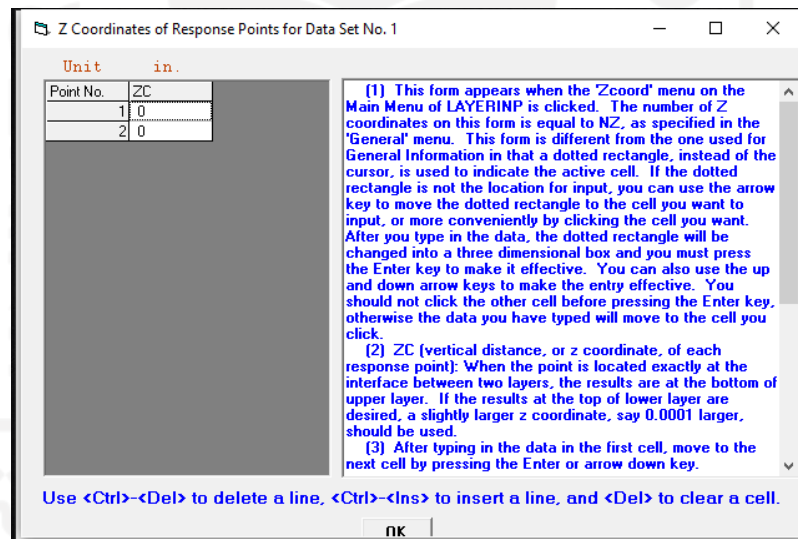 Z Coordinates of Response Points for Data Set No. 1
Unit in.
Point No. ZC
1 0
2 0
(1) This form appears when the 'Zcoord' menu on the
Main Menu of LAYERINP is clicked. The number of Z
coordinates on this form is equal to NZ, as specified in the
'General' menu. This form is different from the one used for
General Information in that a dotted rectangle, instead of the
cursor, is used to indicate the active cell. If the dotted
rectangle is not the location for input, you can use the arrow
key to move the dotted rectangle to the cell you want to
input, or more conveniently by clicking the cell you want.
After you type in the data, the dotted rectangle will be
changed into a three dimensional box and you must press
the Enter key to make it effective. You can also use the up
and down arrow keys to make the entry effective. You
should not click the other cell before pressing the Enter key,
otherwise the data you have typed will move to the cell you
click.
(2) ZC (vertical distance, or z coordinate, of each
response point): When the point is located exactly at the
interface between two layers, the results are at the bottom of
upper layer. If the results at the top of lower layer are
desired, a slightly larger z coordinate, say 0.0001 larger,
should be used.
(3) After typing in the data in the first cell, move to the
next cell by pressing the Enter or arrow down key.
Use <Ctrl>-<Del> to delete a line, <Ctrl>-<Ins> to insert a line, and <Del> to clear a cell.
OK